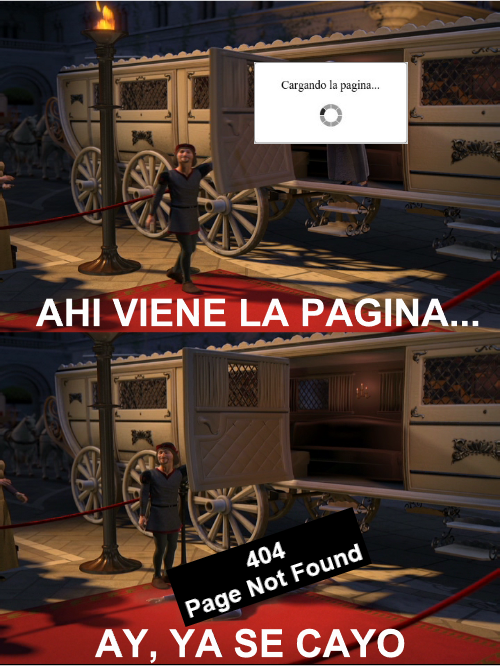 Cargando la pagina...
AHI VIENE LA PAGINA...
404
Page Not Found
AY, YA SE CAYO